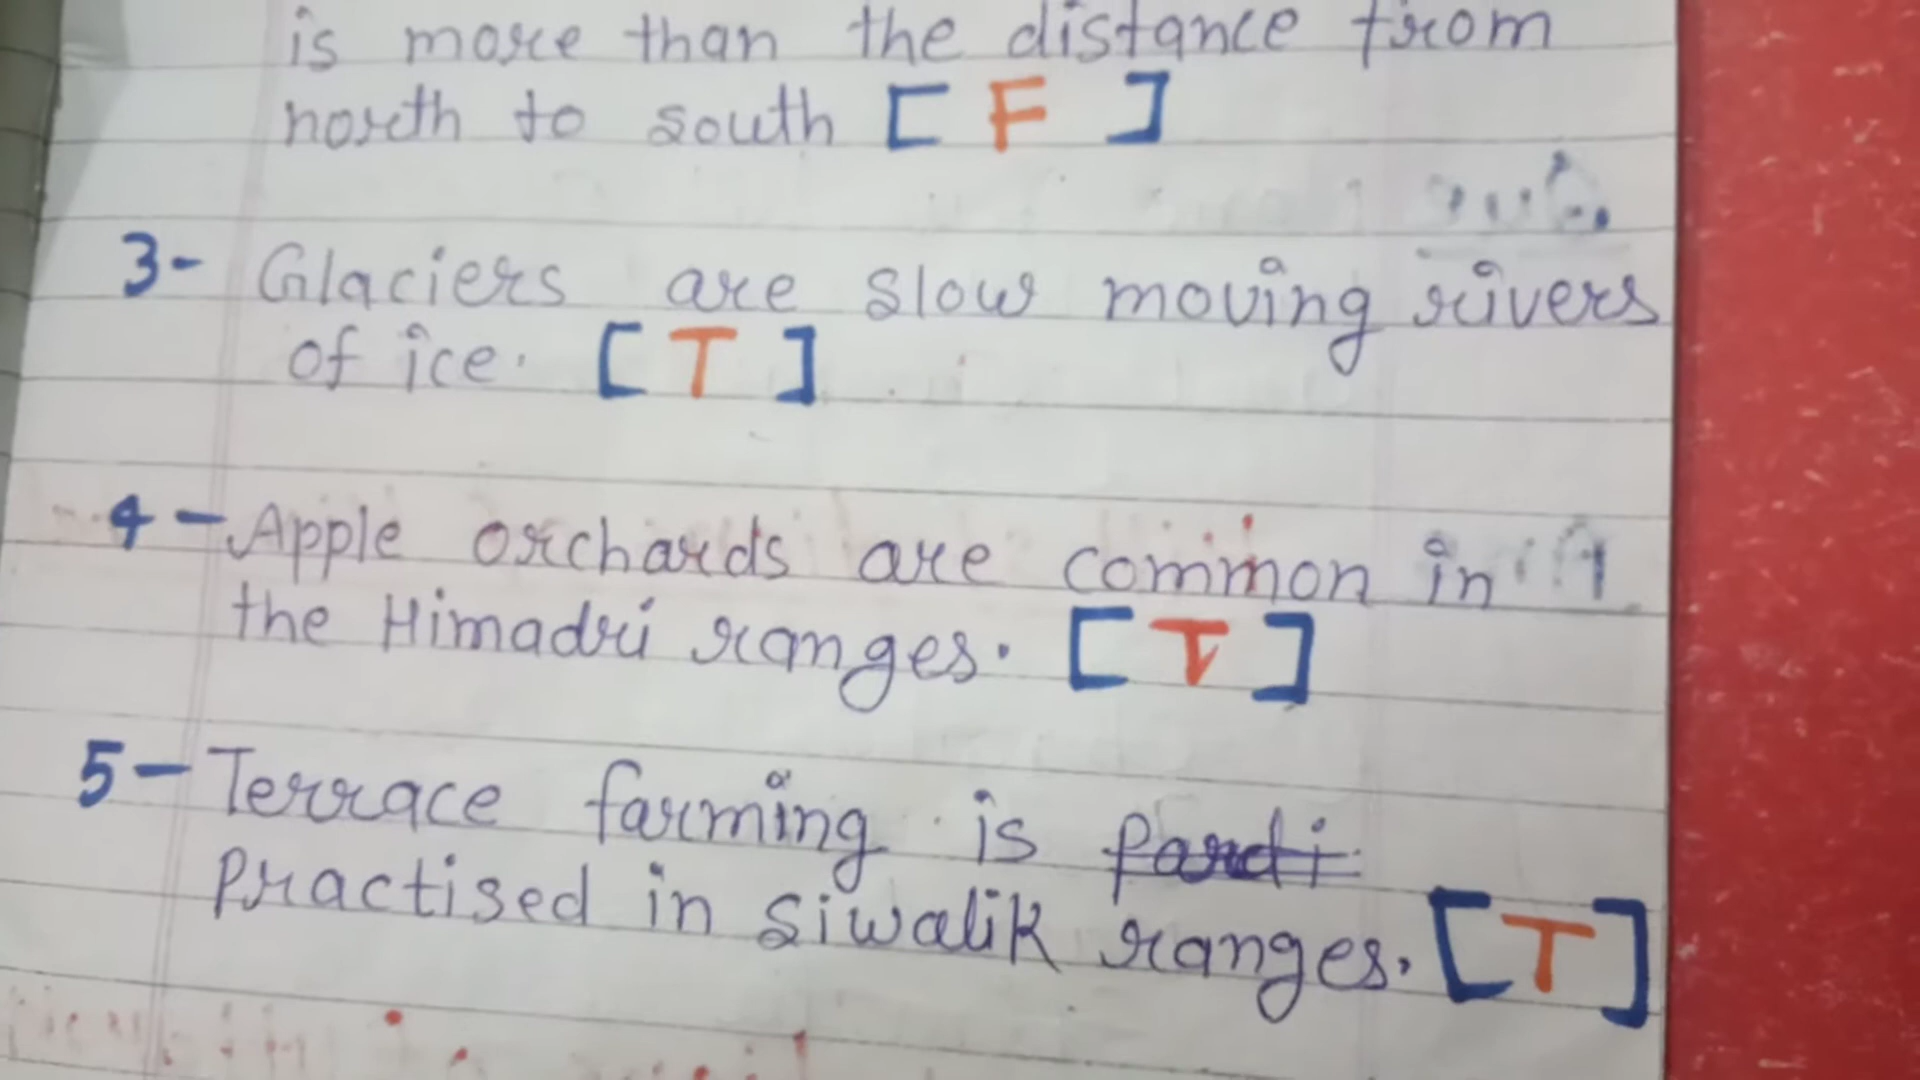 is more than the distance from
north to south [ F ]
3- Glaciers are slow moving rivers
of ice. [ T ]
4 - Apple orchards are common in
the Himadri ranges. [ T ]
5 - Terrace farming is pardi
Practised in siwalik ranges. [ T ]